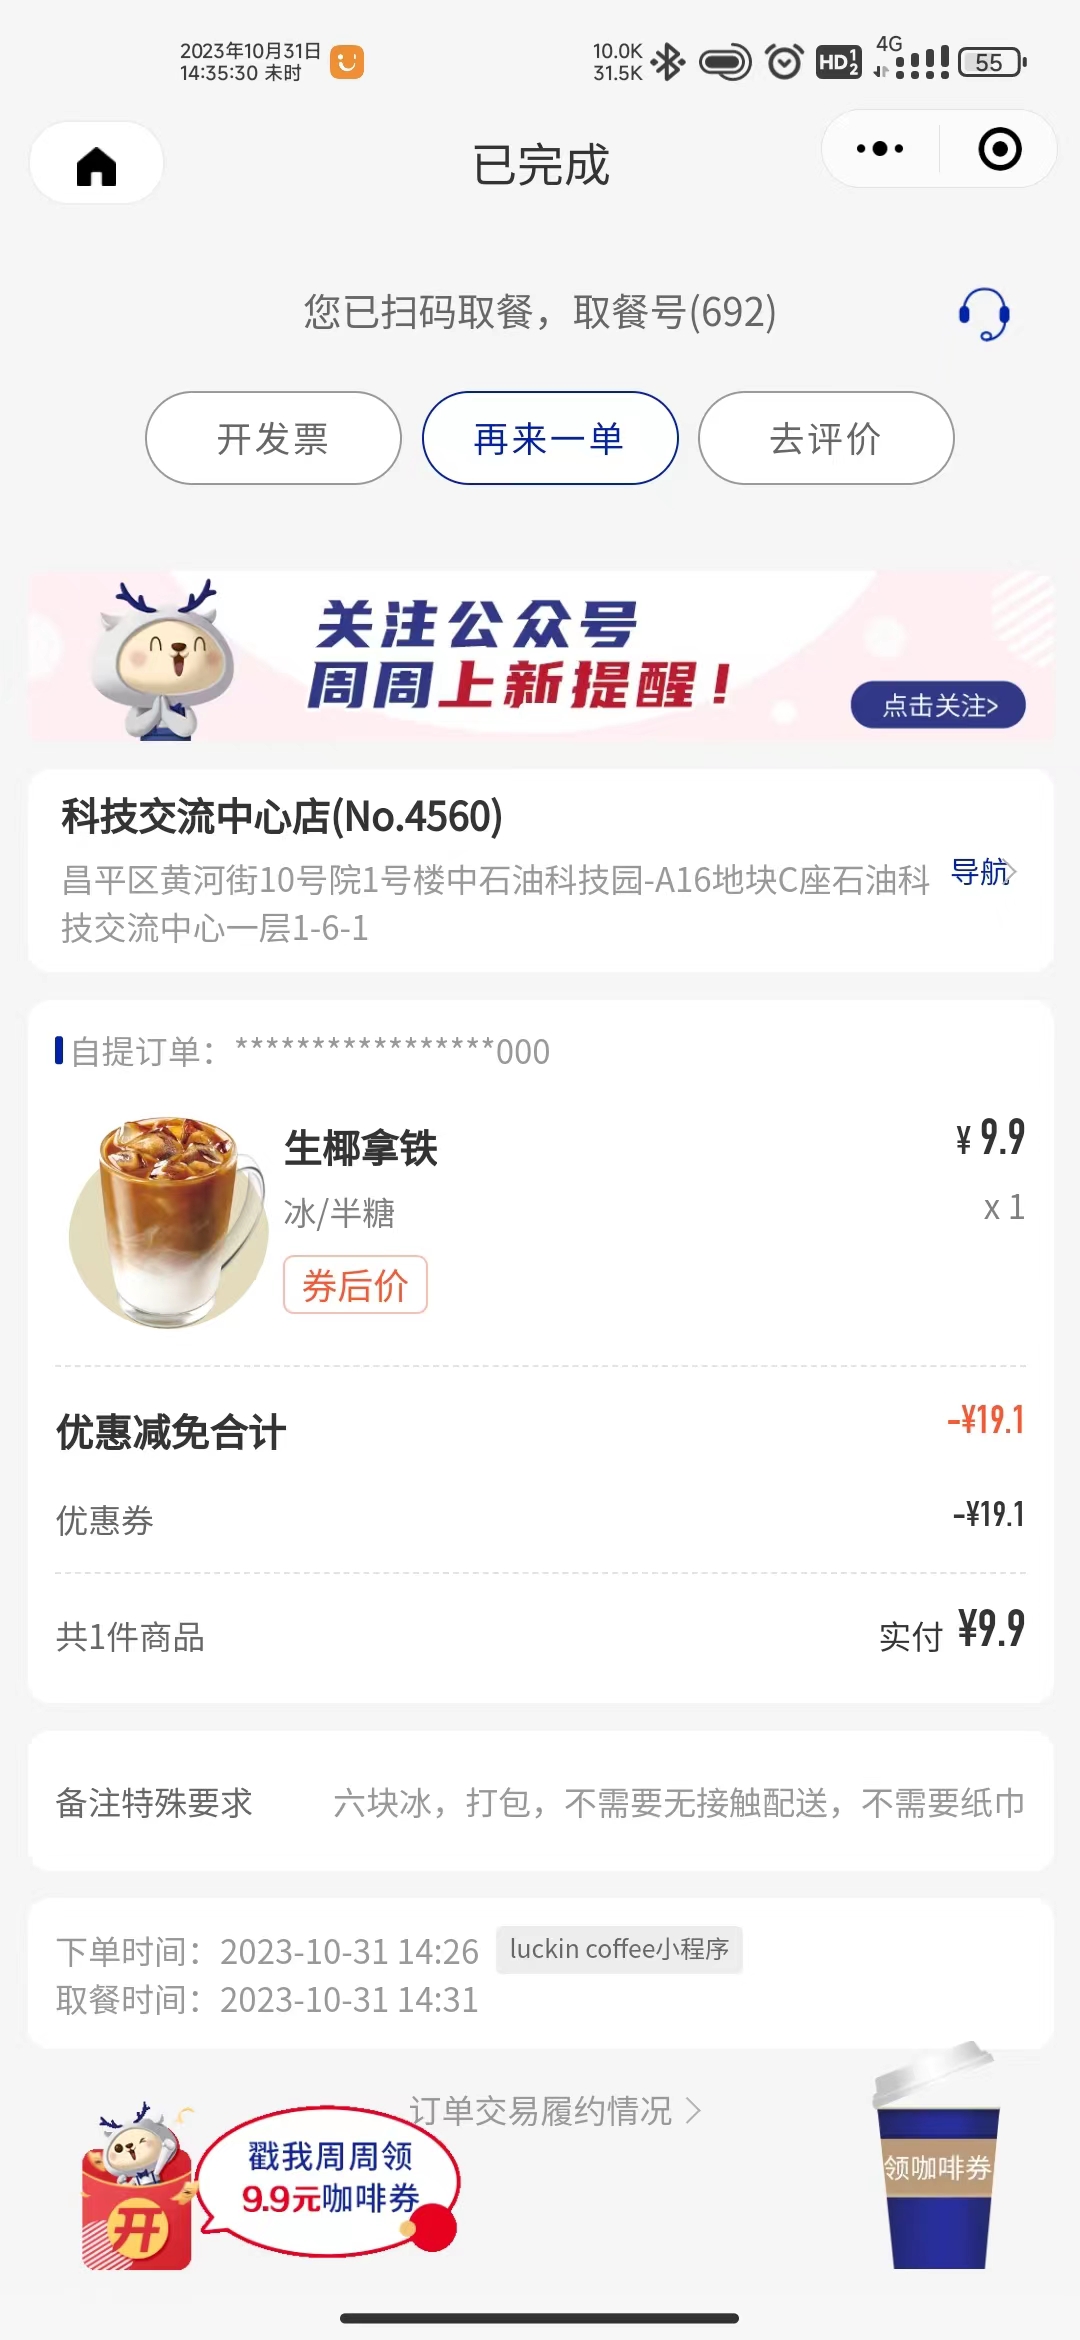 2023年10月31日
14:35:30 未时
10.0K
31.5K
HD 1 2
4G
55
已完成
您已扫码取餐，取餐号(692)
开发票
再来一单
去评价
关注公众号
周周上新提醒！
点击关注>
科技交流中心店(No.4560)
昌平区黄河街10号院1号楼中石油科技园-A16地块C座石油科
技交流中心一层1-6-1
导航
自提订单：*****************000
生椰拿铁
¥ 9.9
冰/半糖
x 1
券后价
优惠减免合计
-¥19.1
优惠券
-¥19.1
共1件商品
实付 ¥9.9
备注特殊要求
六块冰，打包，不需要无接触配送，不需要纸巾
下单时间：2023-10-31 14:26
luckin coffee小程序
取餐时间：2023-10-31 14:31
订单交易履约情况
戳我周周领
9.9元咖啡券
开
领咖啡券